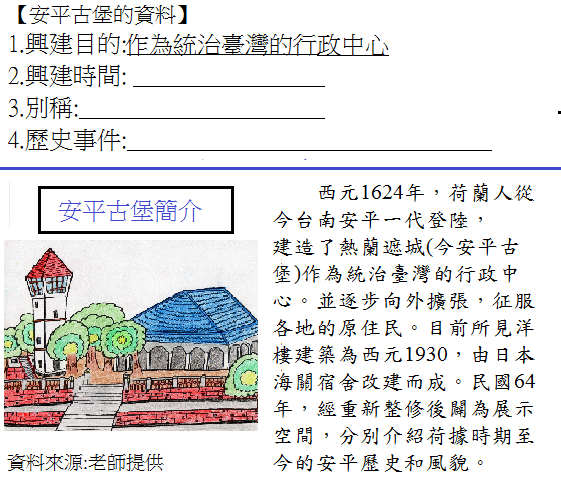 【安平古堡的資料】
1.興建目的:作為統治臺灣的行政中心
2.興建時間:
3.別稱:
4.歷史事件:
安平古堡簡介
西元1624年，荷蘭人從
今台南安平一代登陸，
建造了熱蘭遮城(今安平古
堡)作為統治臺灣的行政中
心。並逐步向外擴張，征服
各地的原住民。目前所見洋
樓建築為西元1930，由日本
海關宿舍改建而成。民國64
年，經重新整修後闢為展示
空間，分別介紹荷據時期至
今的安平歷史和風貌。
資料來源:老師提供